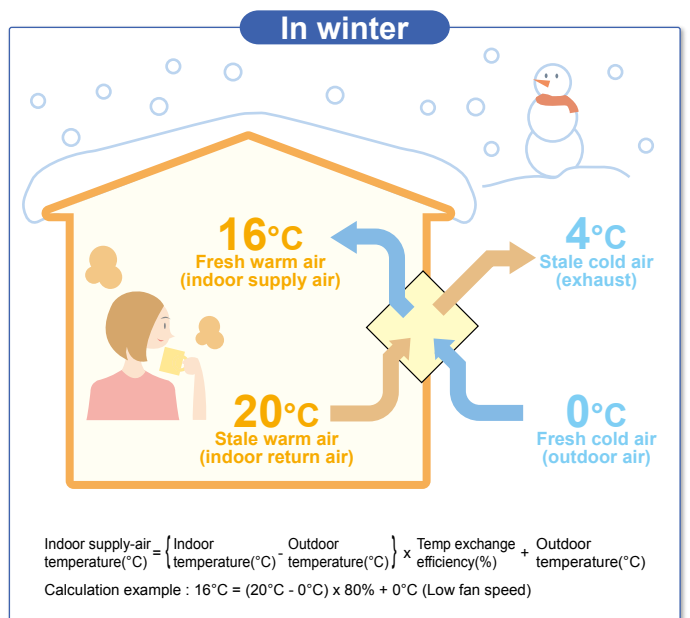 In winter
16°C
Fresh warm air
(indoor supply air)
4°C
Stale cold air
(exhaust)
20°C
Stale warm air
(indoor return air)
0°C
Fresh cold air
(outdoor air)
Indoor supply-air temperature(°C) = { Indoor temperature(°C) - Outdoor temperature(°C) } x Temp exchange efficiency(%) + Outdoor temperature(°C)
Calculation example : 16°C = (20°C - 0°C) x 80% + 0°C (Low fan speed)